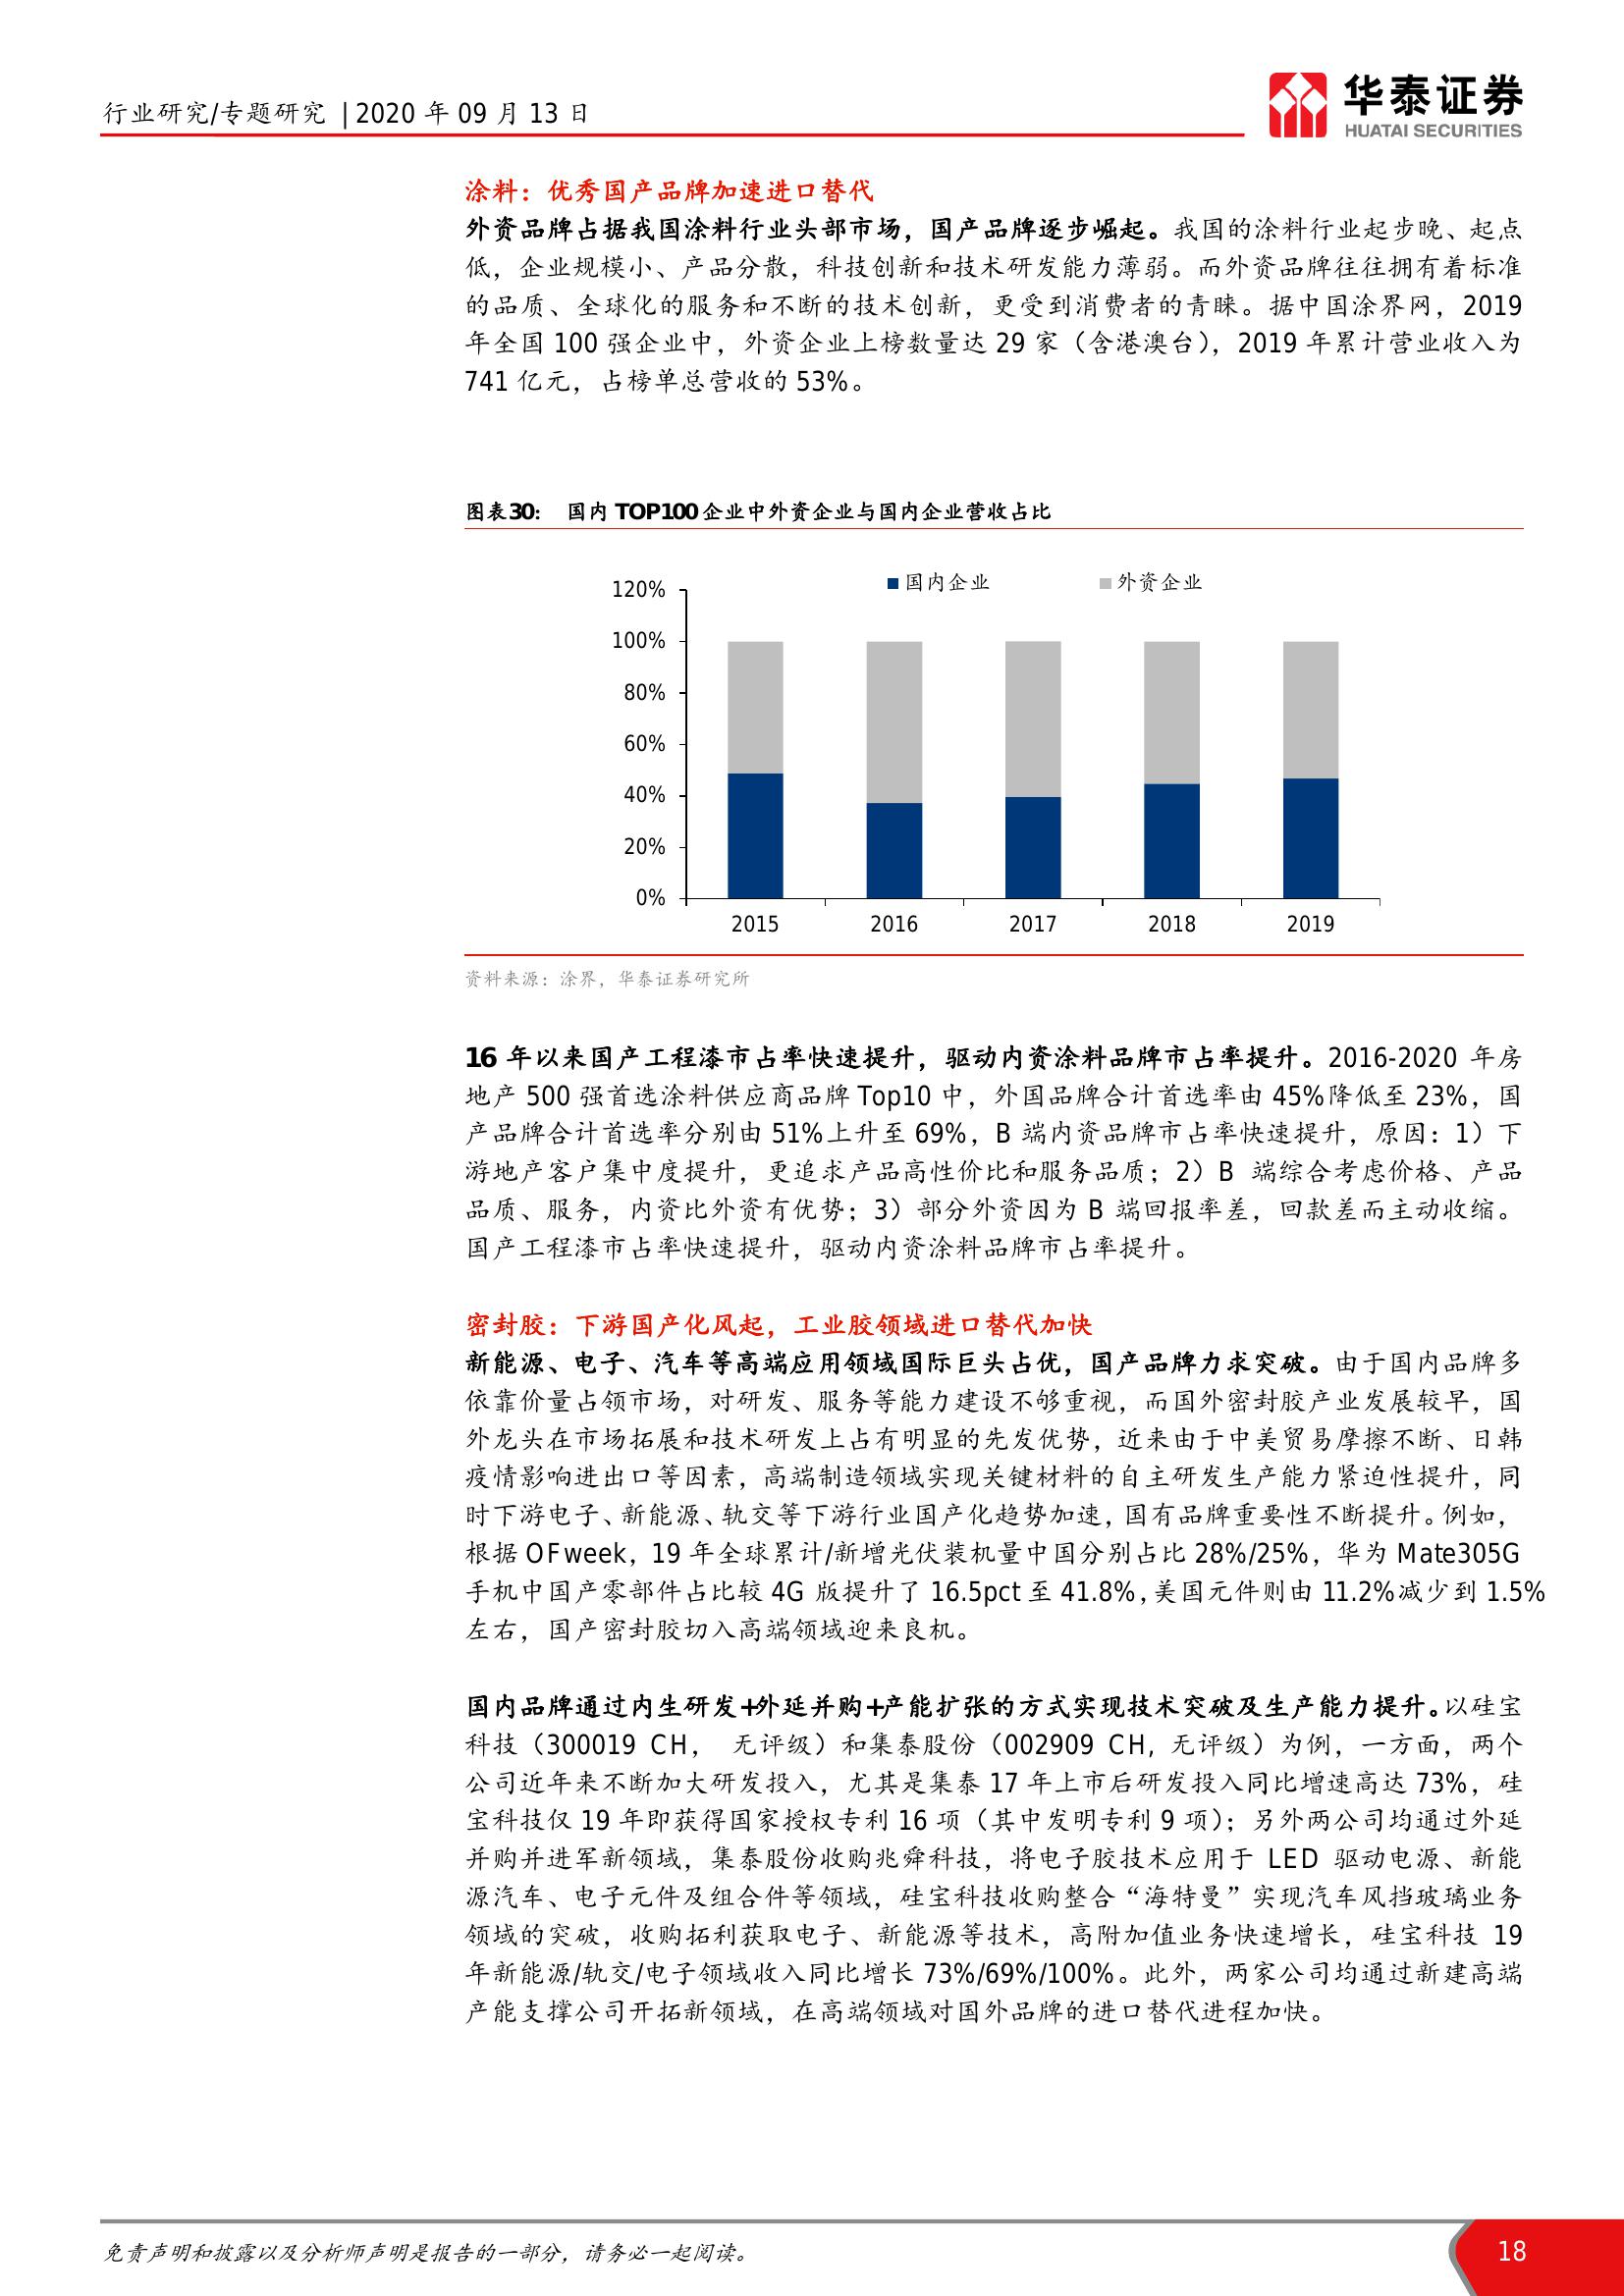 行业研究/专题研究 | 2020 年 09 月 13 日
华泰证券
HUATAI SECURITIES
涂料：优秀国产品牌加速进口替代
外资品牌占据我国涂料行业头部市场，国产品牌逐步崛起。我国的涂料行业起步晚、起点
低，企业规模小、产品分散，科技创新和技术研发能力薄弱。而外资品牌往往拥有着标准
的品质、全球化的服务和不断的技术创新，更受到消费者的青睐。据中国涂界网，2019
年全国 100 强企业中，外资企业上榜数量达 29 家（含港澳台），2019 年累计营业收入为
741 亿元，占榜单总营收的 53%。
图表30： 国内 TOP100 企业中外资企业与国内企业营收占比
国内企业 外资企业
120%
100%
80%
60%
40%
20%
0%
2015 2016 2017 2018 2019
资料来源：涂界，华泰证券研究所
16 年以来国产工程漆市占率快速提升，驱动内资涂料品牌市占率提升。2016-2020 年房
地产 500 强首选涂料供应商品牌 Top10 中，外国品牌合计首选率由 45%降低至 23%，国
产品牌合计首选率分别由 51%上升至 69%，B 端内资品牌市占率快速提升，原因：1）下
游地产客户集中度提升，更追求产品高性价比和服务品质；2）B 端综合考虑价格、产品
品质、服务，内资比外资有优势；3）部分外资因为 B 端回报率差，回款差而主动收缩。
国产工程漆市占率快速提升，驱动内资涂料品牌市占率提升。
密封胶：下游国产化风起，工业胶领域进口替代加快
新能源、电子、汽车等高端应用领域国际巨头占优，国产品牌力求突破。由于国内品牌多
依靠价量占领市场，对研发、服务等能力建设不够重视，而国外密封胶产业发展较早，国
外龙头在市场拓展和技术研发上占有明显的先发优势，近来由于中美贸易摩擦不断、日韩
疫情影响进出口等因素，高端制造领域实现关键材料的自主研发生产能力紧迫性提升，同
时下游电子、新能源、轨交等下游行业国产化趋势加速，国有品牌重要性不断提升。例如，
根据 OFweek，19 年全球累计/新增光伏装机量中国分别占比 28%/25%，华为 Mate305G
手机中国产零部件占比较 4G 版提升了 16.5pct 至 41.8%，美国元件则由 11.2%减少到 1.5%
左右，国产密封胶切入高端领域迎来良机。
国内品牌通过内生研发+外延并购+产能扩张的方式实现技术突破及生产能力提升。以硅宝
科技（300019 CH， 无评级）和集泰股份（002909 CH, 无评级）为例，一方面，两个
公司近年来不断加大研发投入，尤其是集泰 17 年上市后研发投入同比增速高达 73%，硅
宝科技仅 19 年即获得国家授权专利 16 项（其中发明专利 9 项）；另外两公司均通过外延
并购并进军新领域，集泰股份收购兆舜科技，将电子胶技术应用于 LED 驱动电源、新能
源汽车、电子元件及组合件等领域，硅宝科技收购整合“海特曼”实现汽车风挡玻璃业务
领域的突破，收购拓利获取电子、新能源等技术，高附加值业务快速增长，硅宝科技 19
年新能源/轨交/电子领域收入同比增长 73%/69%/100%。此外，两家公司均通过新建高端
产能支撑公司开拓新领域，在高端领域对国外品牌的进口替代进程加快。
免责声明和披露以及分析师声明是报告的一部分，请务必一起阅读。
18